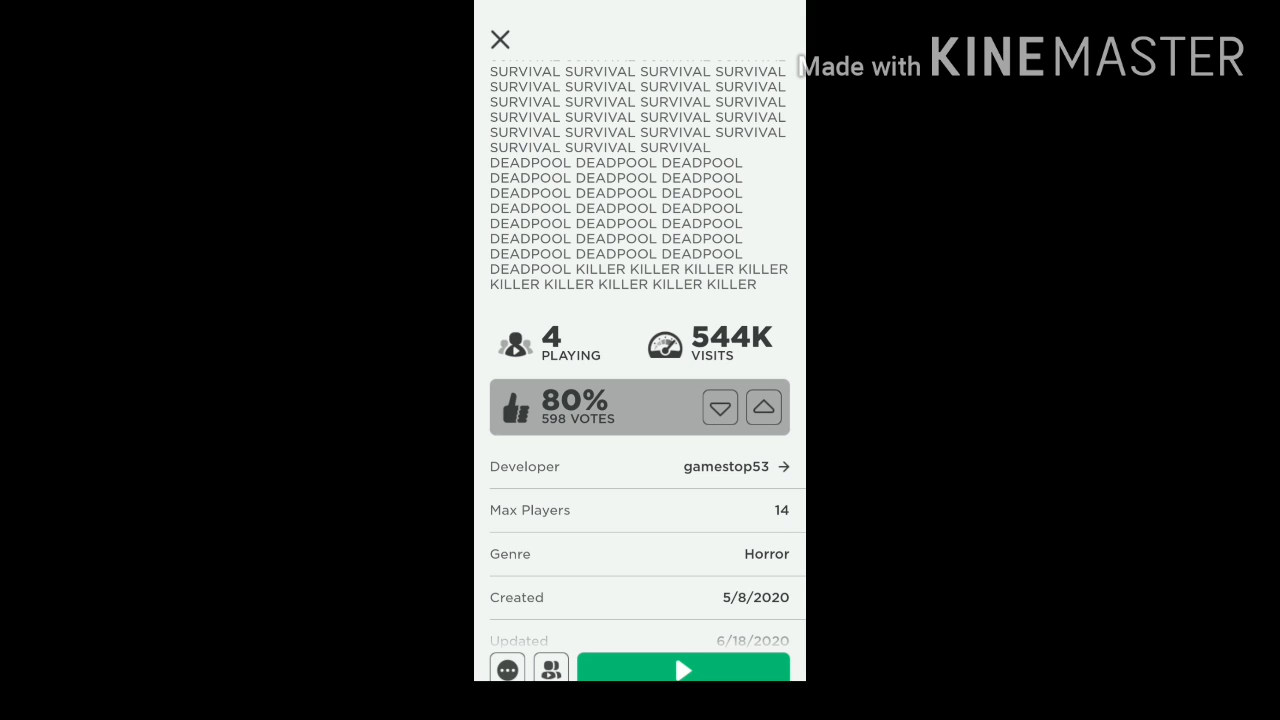 Made with KINEMASTER
SURVIVAL SURVIVAL SURVIVAL SURVIVAL
SURVIVAL SURVIVAL SURVIVAL SURVIVAL
SURVIVAL SURVIVAL SURVIVAL SURVIVAL
SURVIVAL SURVIVAL SURVIVAL SURVIVAL
SURVIVAL SURVIVAL SURVIVAL SURVIVAL
SURVIVAL SURVIVAL SURVIVAL
DEADPOOL DEADPOOL DEADPOOL
DEADPOOL DEADPOOL DEADPOOL
DEADPOOL DEADPOOL DEADPOOL
DEADPOOL DEADPOOL DEADPOOL
DEADPOOL DEADPOOL DEADPOOL
DEADPOOL DEADPOOL DEADPOOL
DEADPOOL DEADPOOL DEADPOOL
DEADPOOL KILLER KILLER KILLER KILLER
KILLER KILLER KILLER KILLER KILLER
4
PLAYING
544K
VISITS
80%
598 VOTES
Developer gamestop53
Max Players 14
Genre Horror
Created 5/8/2020
Updated 6/18/2020